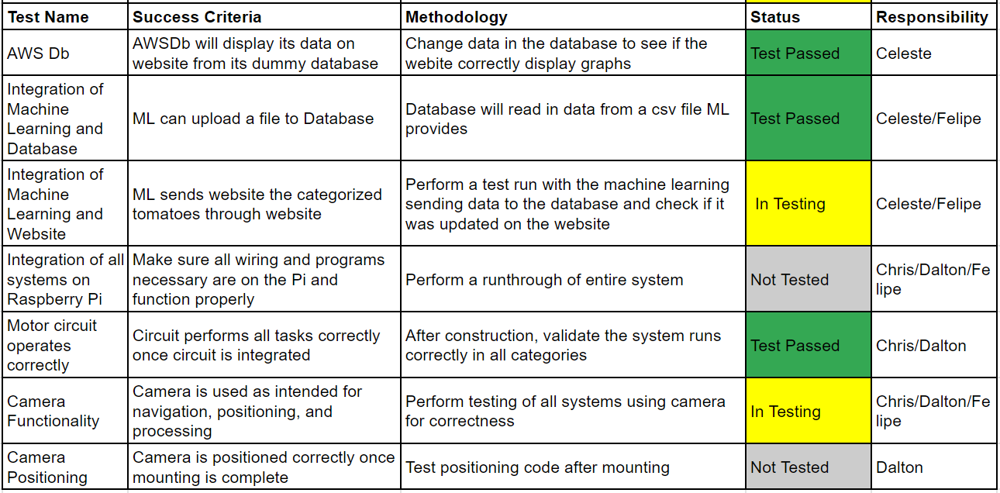 Test Name
Success Criteria
Methodology
Status
Responsibility
AWS Db
AWSDb will display its data on
website from its dummy database
Change data in the database to see if the
webite correctly display graphs
Test Passed
Celeste
Integration of
Machine
Learning and
Database
ML can upload a file to Database
Database will read in data from a csv file ML
provides
Test Passed
Celeste/Felipe
Integration of
Machine
Learning and
Website
ML sends website the categorized
tomatoes through website
Perform a test run with the machine learning
sending data to the database and check if it
was updated on the website
In Testing
Celeste/Felipe
Integration of all
systems on
Raspberry Pi
Make sure all wiring and programs
necessary are on the Pi and
function properly
Perform a runthrough of entire system
Not Tested
Chris/Dalton/Fe
lipe
Motor circuit
operates
correctly
Circuit performs all tasks correctly
once circuit is integrated
After construction, validate the system runs
correctly in all categories
Test Passed
Chris/Dalton
Camera
Functionality
Camera is used as intended for
navigation, positioning, and
processing
Perform testing of all systems using camera
for correctness
In Testing
Chris/Dalton/Fe
lipe
Camera
Positioning
Camera is positioned correctly once
mounting is complete
Test positioning code after mounting
Not Tested
Dalton